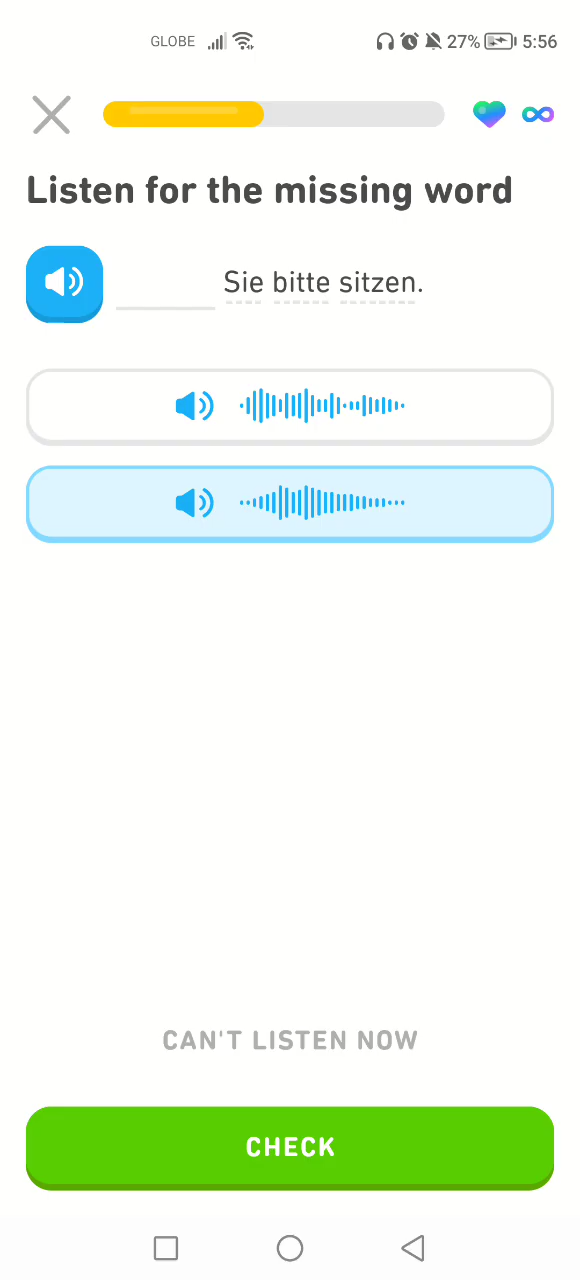 GLOBE 27% 5:56
Listen for the missing word
Sie bitte sitzen.
CAN'T LISTEN NOW
CHECK